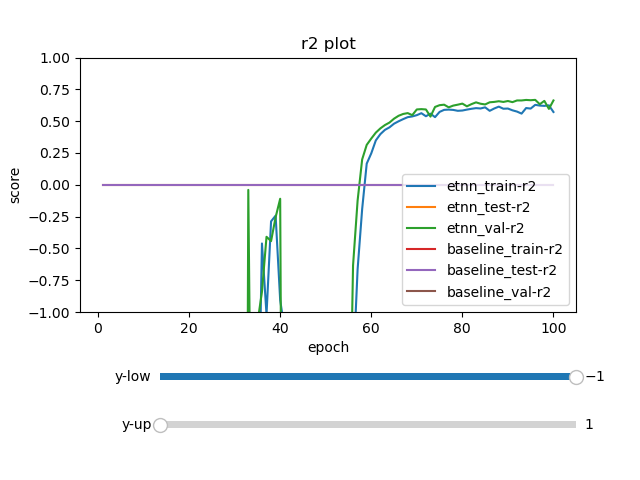 r2 plot
1.00
0.75
0.50
0.25
0.00
−0.25
−0.50
−0.75
−1.00
score
etnn_train-r2
etnn_test-r2
etnn_val-r2
baseline_train-r2
baseline_test-r2
baseline_val-r2
0 20 40 60 80 100
epoch
y-low −1
y-up 1